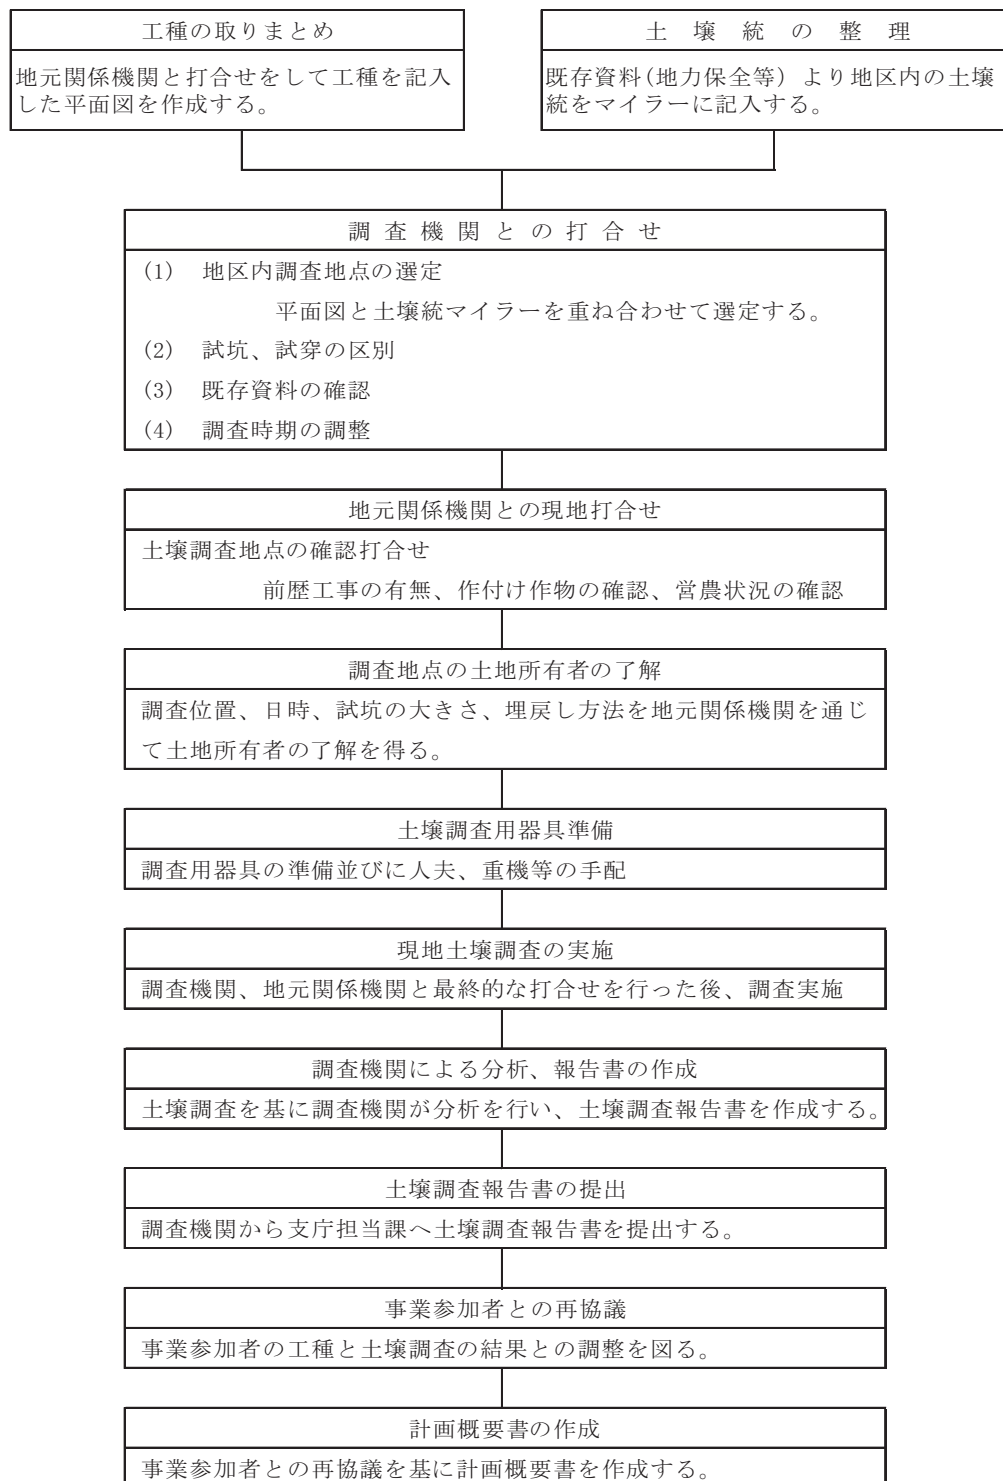 工種の取りまとめ
地元関係機関と打合せをして工種を記入
した平面図を作成する。
土壌統の整理
既存資料(地力保全等) より地区内の土壌
統をマイラーに記入する。
調査機関との打合せ
(1) 地区内調査地点の選定
平面図と土壌統マイラーを重ね合わせて選定する。
(2) 試坑、試穿の区別
(3) 既存資料の確認
(4) 調査時期の調整
地元関係機関との現地打合せ
土壌調査地点の確認打合せ
前歴工事の有無、作付け作物の確認、営農状況の確認
調査地点の土地所有者の了解
調査位置、日時、試坑の大きさ、埋戻し方法を地元関係機関を通じ
て土地所有者の了解を得る。
土壌調査用器具準備
調査用器具の準備並びに人夫、重機等の手配
現地土壌調査の実施
調査機関、地元関係機関と最終的な打合せを行った後、調査実施
調査機関による分析、報告書の作成
土壌調査を基に調査機関が分析を行い、土壌調査報告書を作成する。
土壌調査報告書の提出
調査機関から支庁担当課へ土壌調査報告書を提出する。
事業参加者との再協議
事業参加者の工種と土壌調査の結果との調整を図る。
計画概要書の作成
事業参加者との再協議を基に計画概要書を作成する。